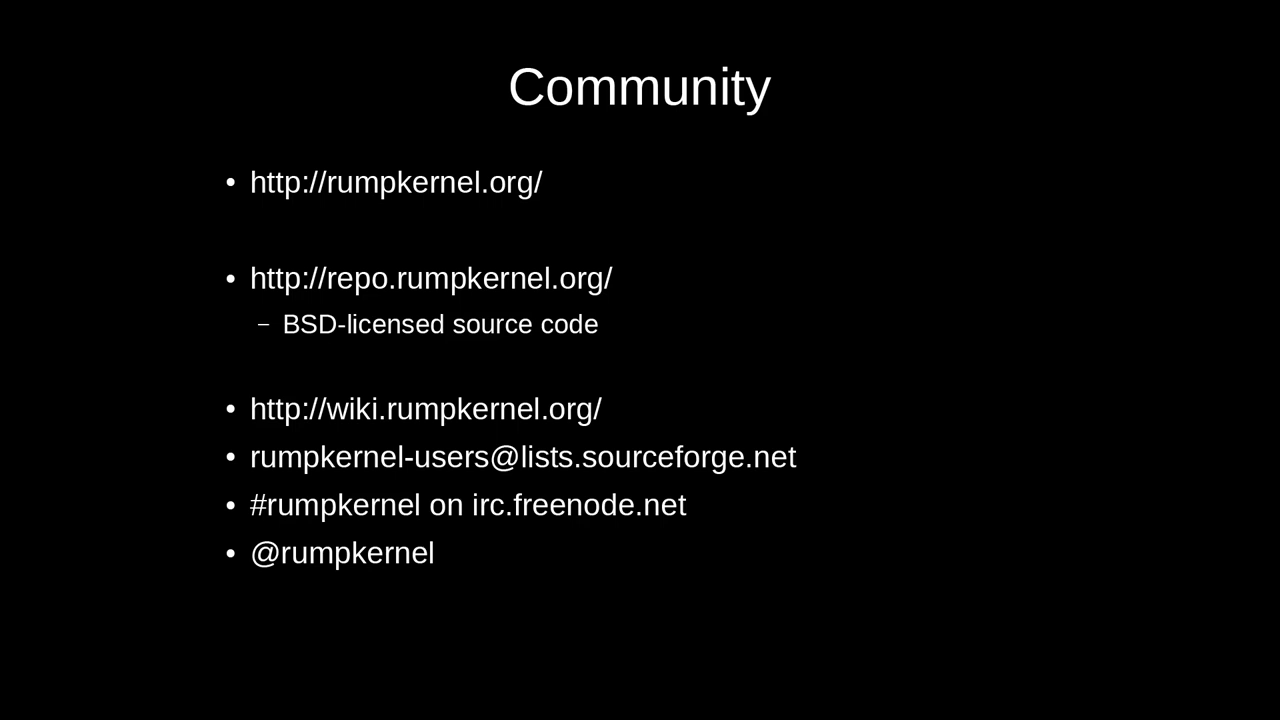 Community
• http://rumpkernel.org/
• http://repo.rumpkernel.org/
– BSD-licensed source code
• http://wiki.rumpkernel.org/
• rumpkernel-users@lists.sourceforge.net
• #rumpkernel on irc.freenode.net
• @rumpkernel